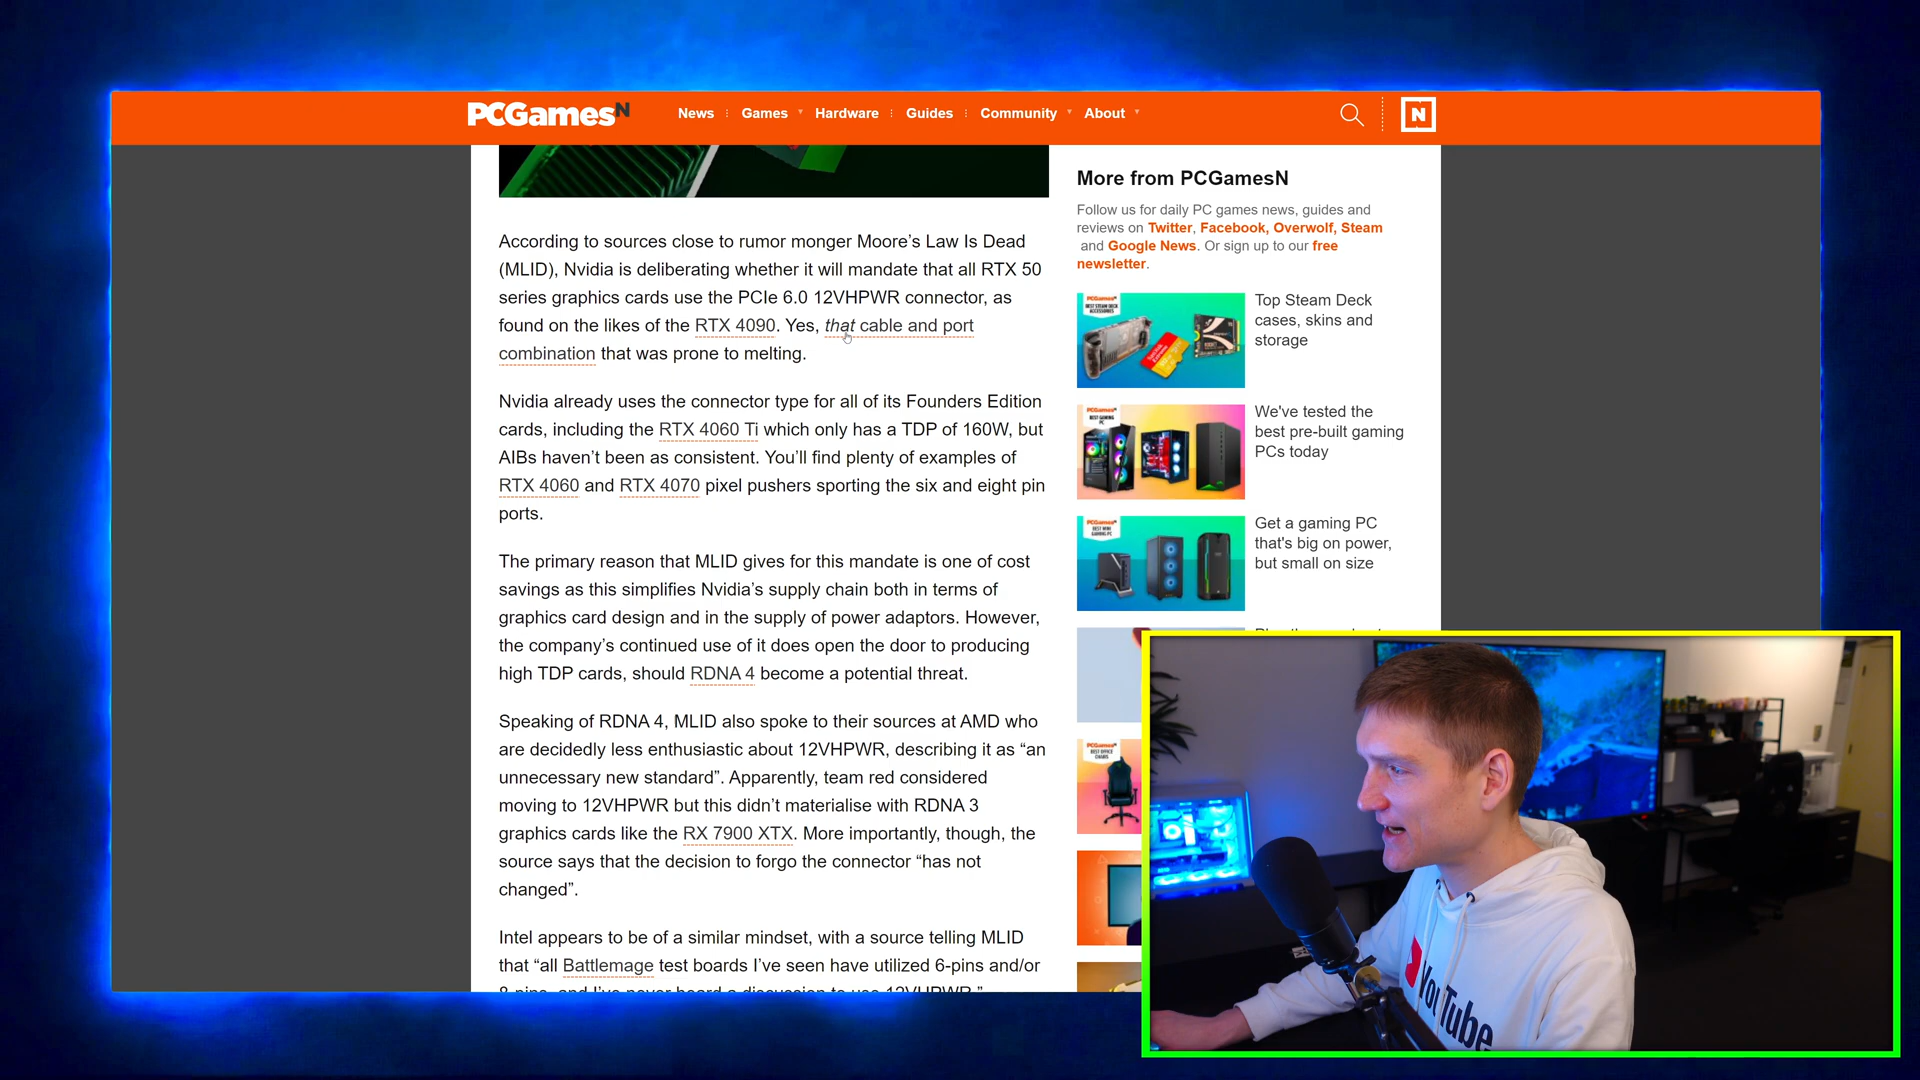 PCGamesN
News
Games
Hardware
Guides
Community
About
N
According to sources close to rumor monger Moore's Law Is Dead
(MLID), Nvidia is deliberating whether it will mandate that all RTX 50
series graphics cards use the PCIe 6.0 12VHPWR connector, as
found on the likes of the RTX 4090. Yes, that cable and port
combination that was prone to melting.
Nvidia already uses the connector type for all of its Founders Edition
cards, including the RTX 4060 Ti which only has a TDP of 160W, but
AIBs haven't been as consistent. You'll find plenty of examples of
RTX 4060 and RTX 4070 pixel pushers sporting the six and eight pin
ports.
The primary reason that MLID gives for this mandate is one of cost
savings as this simplifies Nvidia's supply chain both in terms of
graphics card design and in the supply of power adaptors. However,
the company's continued use of it does open the door to producing
high TDP cards, should RDNA 4 become a potential threat.
Speaking of RDNA 4, MLID also spoke to their sources at AMD who
are decidedly less enthusiastic about 12VHPWR, describing it as “an
unnecessary new standard”. Apparently, team red considered
moving to 12VHPWR but this didn't materialise with RDNA 3
graphics cards like the RX 7900 XTX. More importantly, though, the
source says that the decision to forgo the connector “has not
changed”.
Intel appears to be of a similar mindset, with a source telling MLID
that “all Battlemage test boards I've seen have utilized 6-pins and/or
8-pins, and I've never heard a discussion to use 12VHPWR.”
More from PCGamesN
Follow us for daily PC games news, guides and
reviews on Twitter, Facebook, Overwolf, Steam
and Google News. Or sign up to our free
newsletter.
Top Steam Deck
cases, skins and
storage
We've tested the
best pre-built gaming
PCs today
Get a gaming PC
that's big on power,
but small on size
YouTube